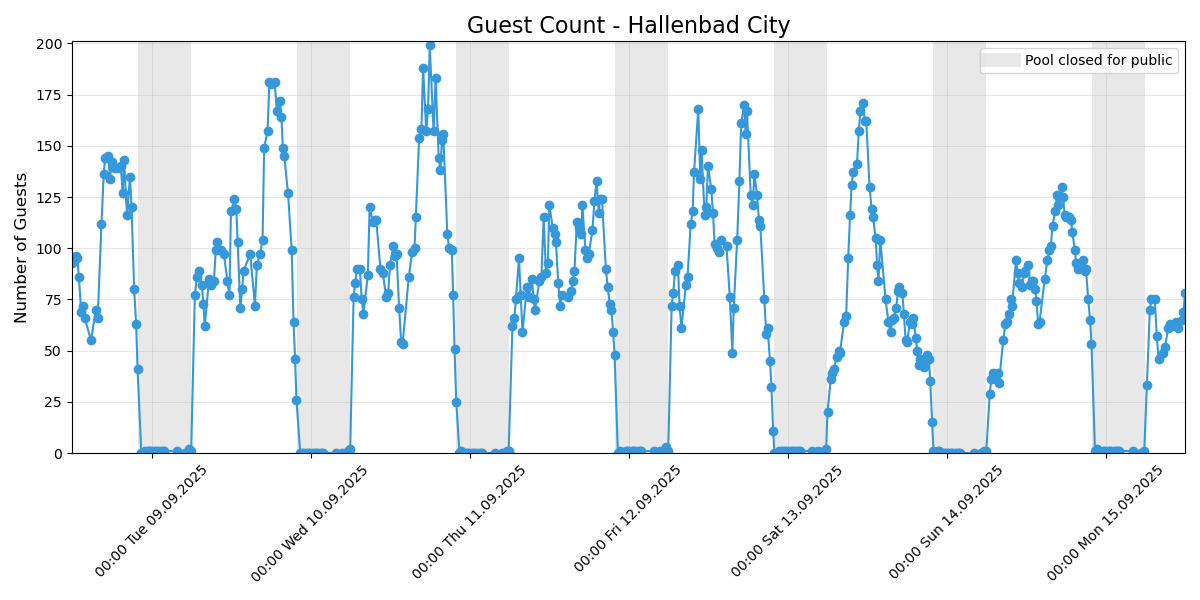 Guest Count - Hallenbad City
Pool closed for public
Number of Guests
200
175
150
125
100
75
50
25
0
00:00 Tue 09.09.2025
00:00 Wed 10.09.2025
00:00 Thu 11.09.2025
00:00 Fri 12.09.2025
00:00 Sat 13.09.2025
00:00 Sun 14.09.2025
00:00 Mon 15.09.2025